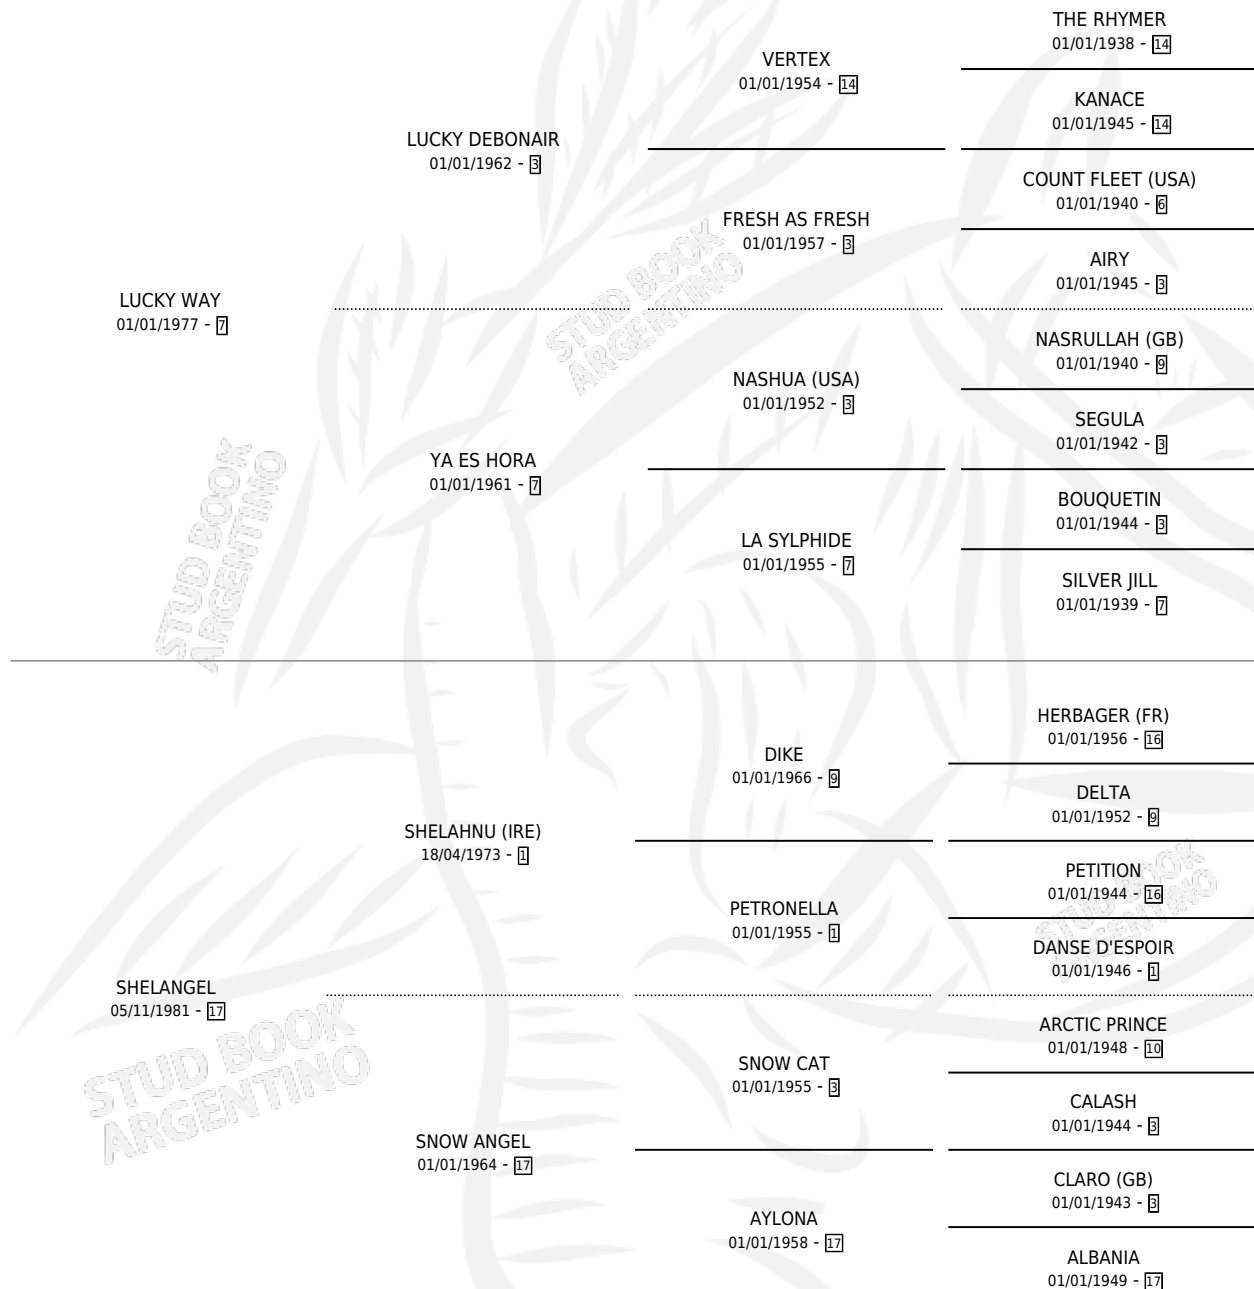 THE RHYMER
01/01/1938 - 14
VERTEX
01/01/1954 - 14
KANACE
01/01/1945 - 14
LUCKY DEBONAIR
01/01/1962 - 3
COUNT FLEET (USA)
01/01/1940 - 6
FRESH AS FRESH
01/01/1957 - 3
AIRY
01/01/1945 - 3
LUCKY WAY
01/01/1977 - 7
NASRULLAH (GB)
01/01/1940 - 9
NASHUA (USA)
01/01/1952 - 3
SEGULA
01/01/1942 - 3
YA ES HORA
01/01/1961 - 7
BOUQUETIN
01/01/1944 - 3
LA SYLPHIDE
01/01/1955 - 7
SILVER JILL
01/01/1939 - 7
HERBAGER (FR)
01/01/1956 - 16
DIKE
01/01/1966 - 9
DELTA
01/01/1952 - 9
SHELAHNU (IRE)
18/04/1973 - 1
PETITION
01/01/1944 - 16
PETRONELLA
01/01/1955 - 1
DANSE D'ESPOIR
01/01/1946 - 1
SHELANGEL
05/11/1981 - 17
ARCTIC PRINCE
01/01/1948 - 10
SNOW CAT
01/01/1955 - 3
CALASH
01/01/1944 - 3
SNOW ANGEL
01/01/1964 - 17
CLARO (GB)
01/01/1943 - 3
AYLONA
01/01/1958 - 17
ALBANIA
01/01/1949 - 17
STUD BOOK
ARGENTINO
STUD BOOK
ARGENTINO
STUD BOOK
ARGENTINO
STUD BOOK
ARGENTINO